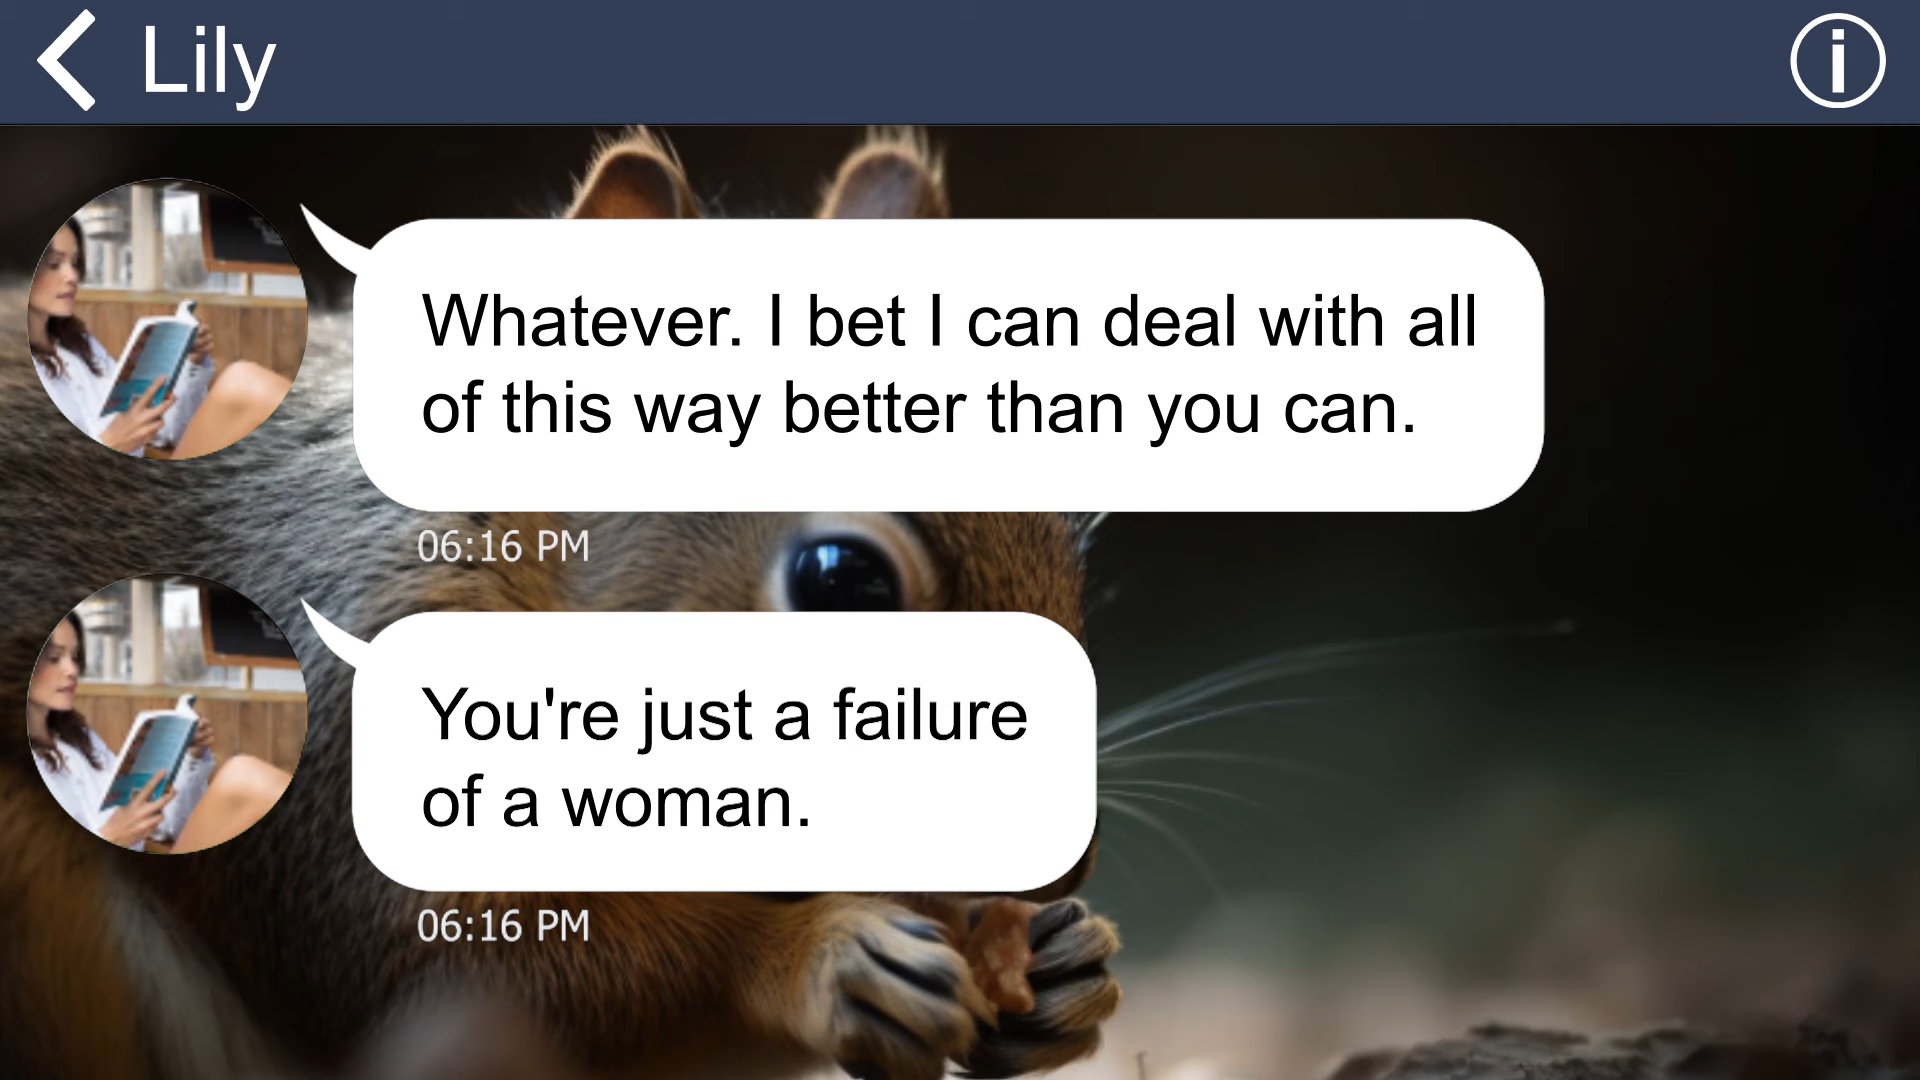 Lily
Whatever. I bet I can deal with all
of this way better than you can.
06:16 PM
You're just a failure
of a woman.
06:16 PM